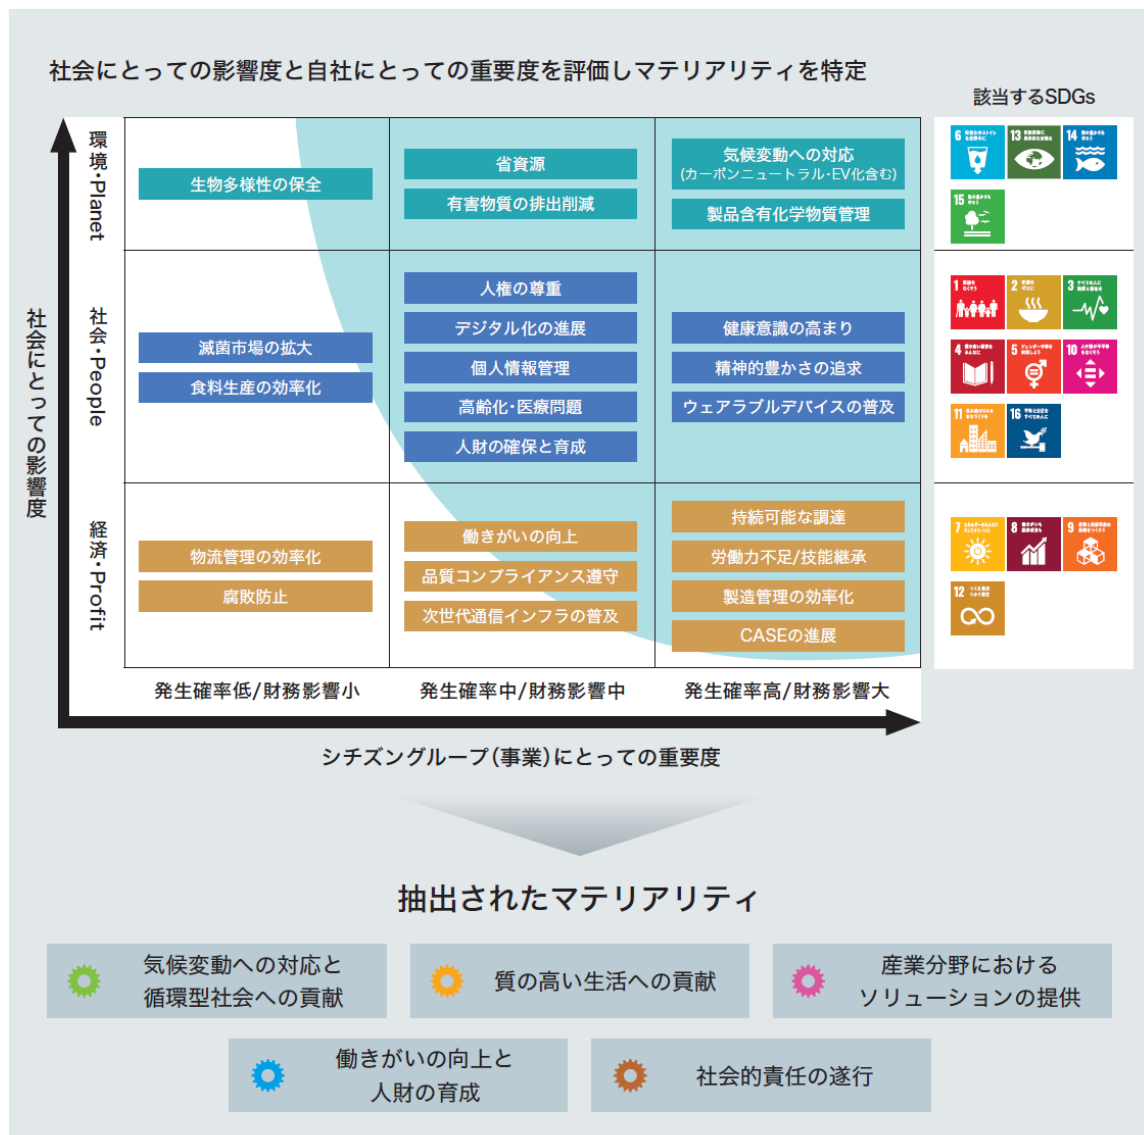 社会にとっての影響度と自社にとっての重要度を評価しマテリアリティを特定
該当するSDGs
社会にとっての影響度
環境・Planet
生物多様性の保全
省資源
有害物質の排出削減
気候変動への対応
(カーボンニュートラル・EV化含む)
製品含有化学物質管理
6
13
14
15
社会・People
滅菌市場の拡大
食料生産の効率化
人権の尊重
デジタル化の進展
個人情報管理
高齢化・医療問題
人財の確保と育成
健康意識の高まり
精神的豊かさの追求
ウェアラブルデバイスの普及
1
2
3
4
5
10
11
16
経済・Profit
物流管理の効率化
腐敗防止
働きがいの向上
品質コンプライアンス遵守
次世代通信インフラの普及
持続可能な調達
労働力不足/技能継承
製造管理の効率化
CASEの進展
7
8
9
12
発生確率低/財務影響小
発生確率中/財務影響中
発生確率高/財務影響大
シチズングループ(事業)にとっての重要度
抽出されたマテリアリティ
気候変動への対応と
循環型社会への貢献
質の高い生活への貢献
産業分野における
ソリューションの提供
働きがいの向上と
人財の育成
社会的責任の遂行